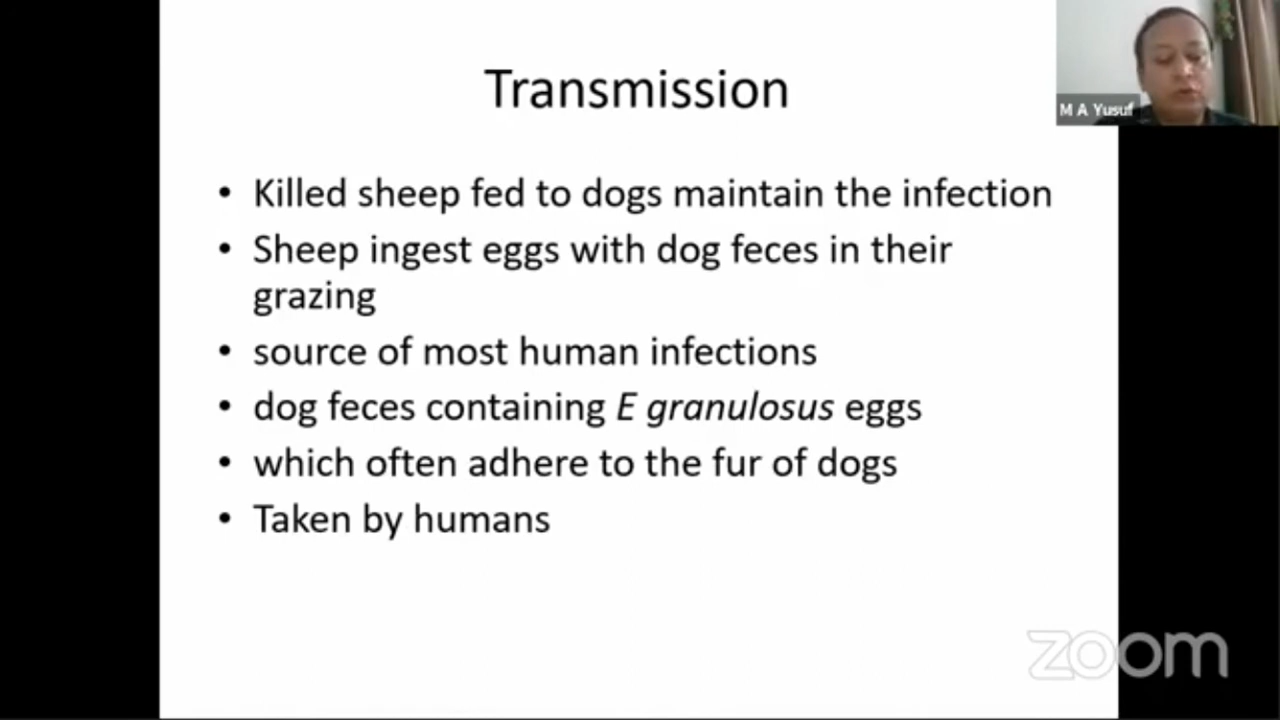 Transmission
M A Yusuf
• Killed sheep fed to dogs maintain the infection
• Sheep ingest eggs with dog feces in their
grazing
• source of most human infections
• dog feces containing E granulosus eggs
• which often adhere to the fur of dogs
• Taken by humans
zoom